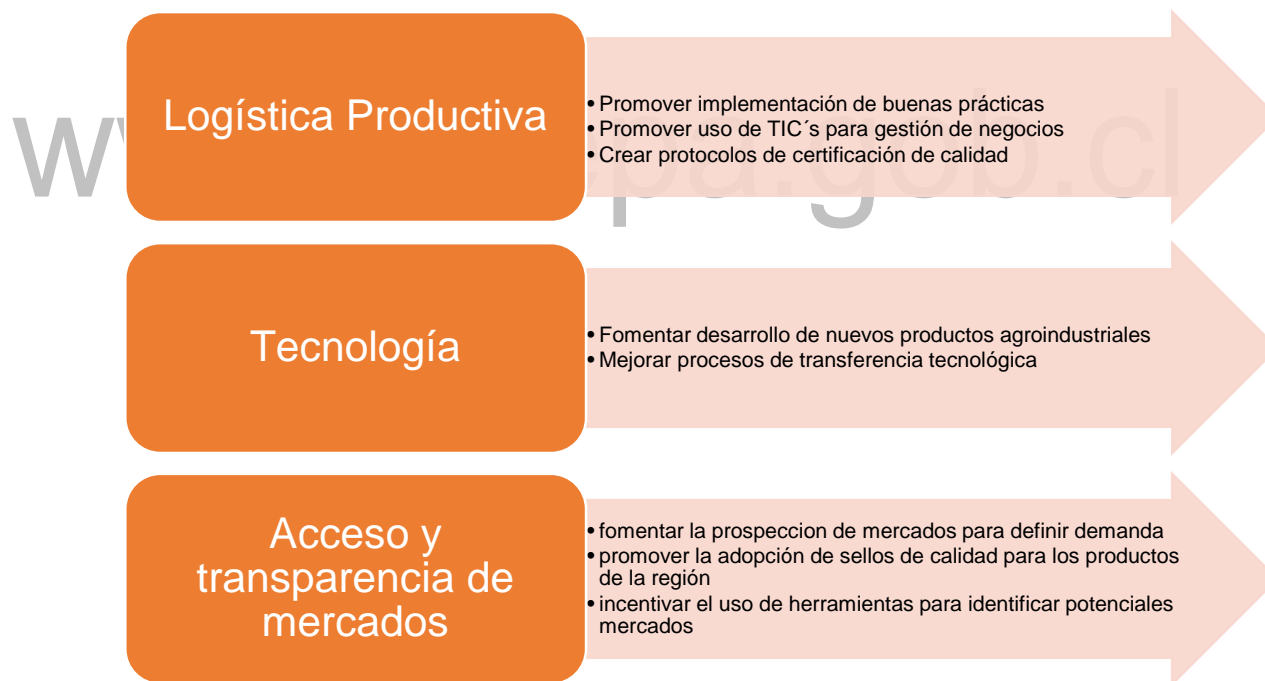 Logística Productiva
• Promover implementación de buenas prácticas
• Promover uso de TIC´s para gestión de negocios
• Crear protocolos de certificación de calidad
Tecnología
• Fomentar desarrollo de nuevos productos agroindustriales
• Mejorar procesos de transferencia tecnológica
Acceso y
transparencia de
mercados
• fomentar la prospeccion de mercados para definir demanda
• promover la adopción de sellos de calidad para los productos
de la región
• incentivar el uso de herramientas para identificar potenciales
mercados